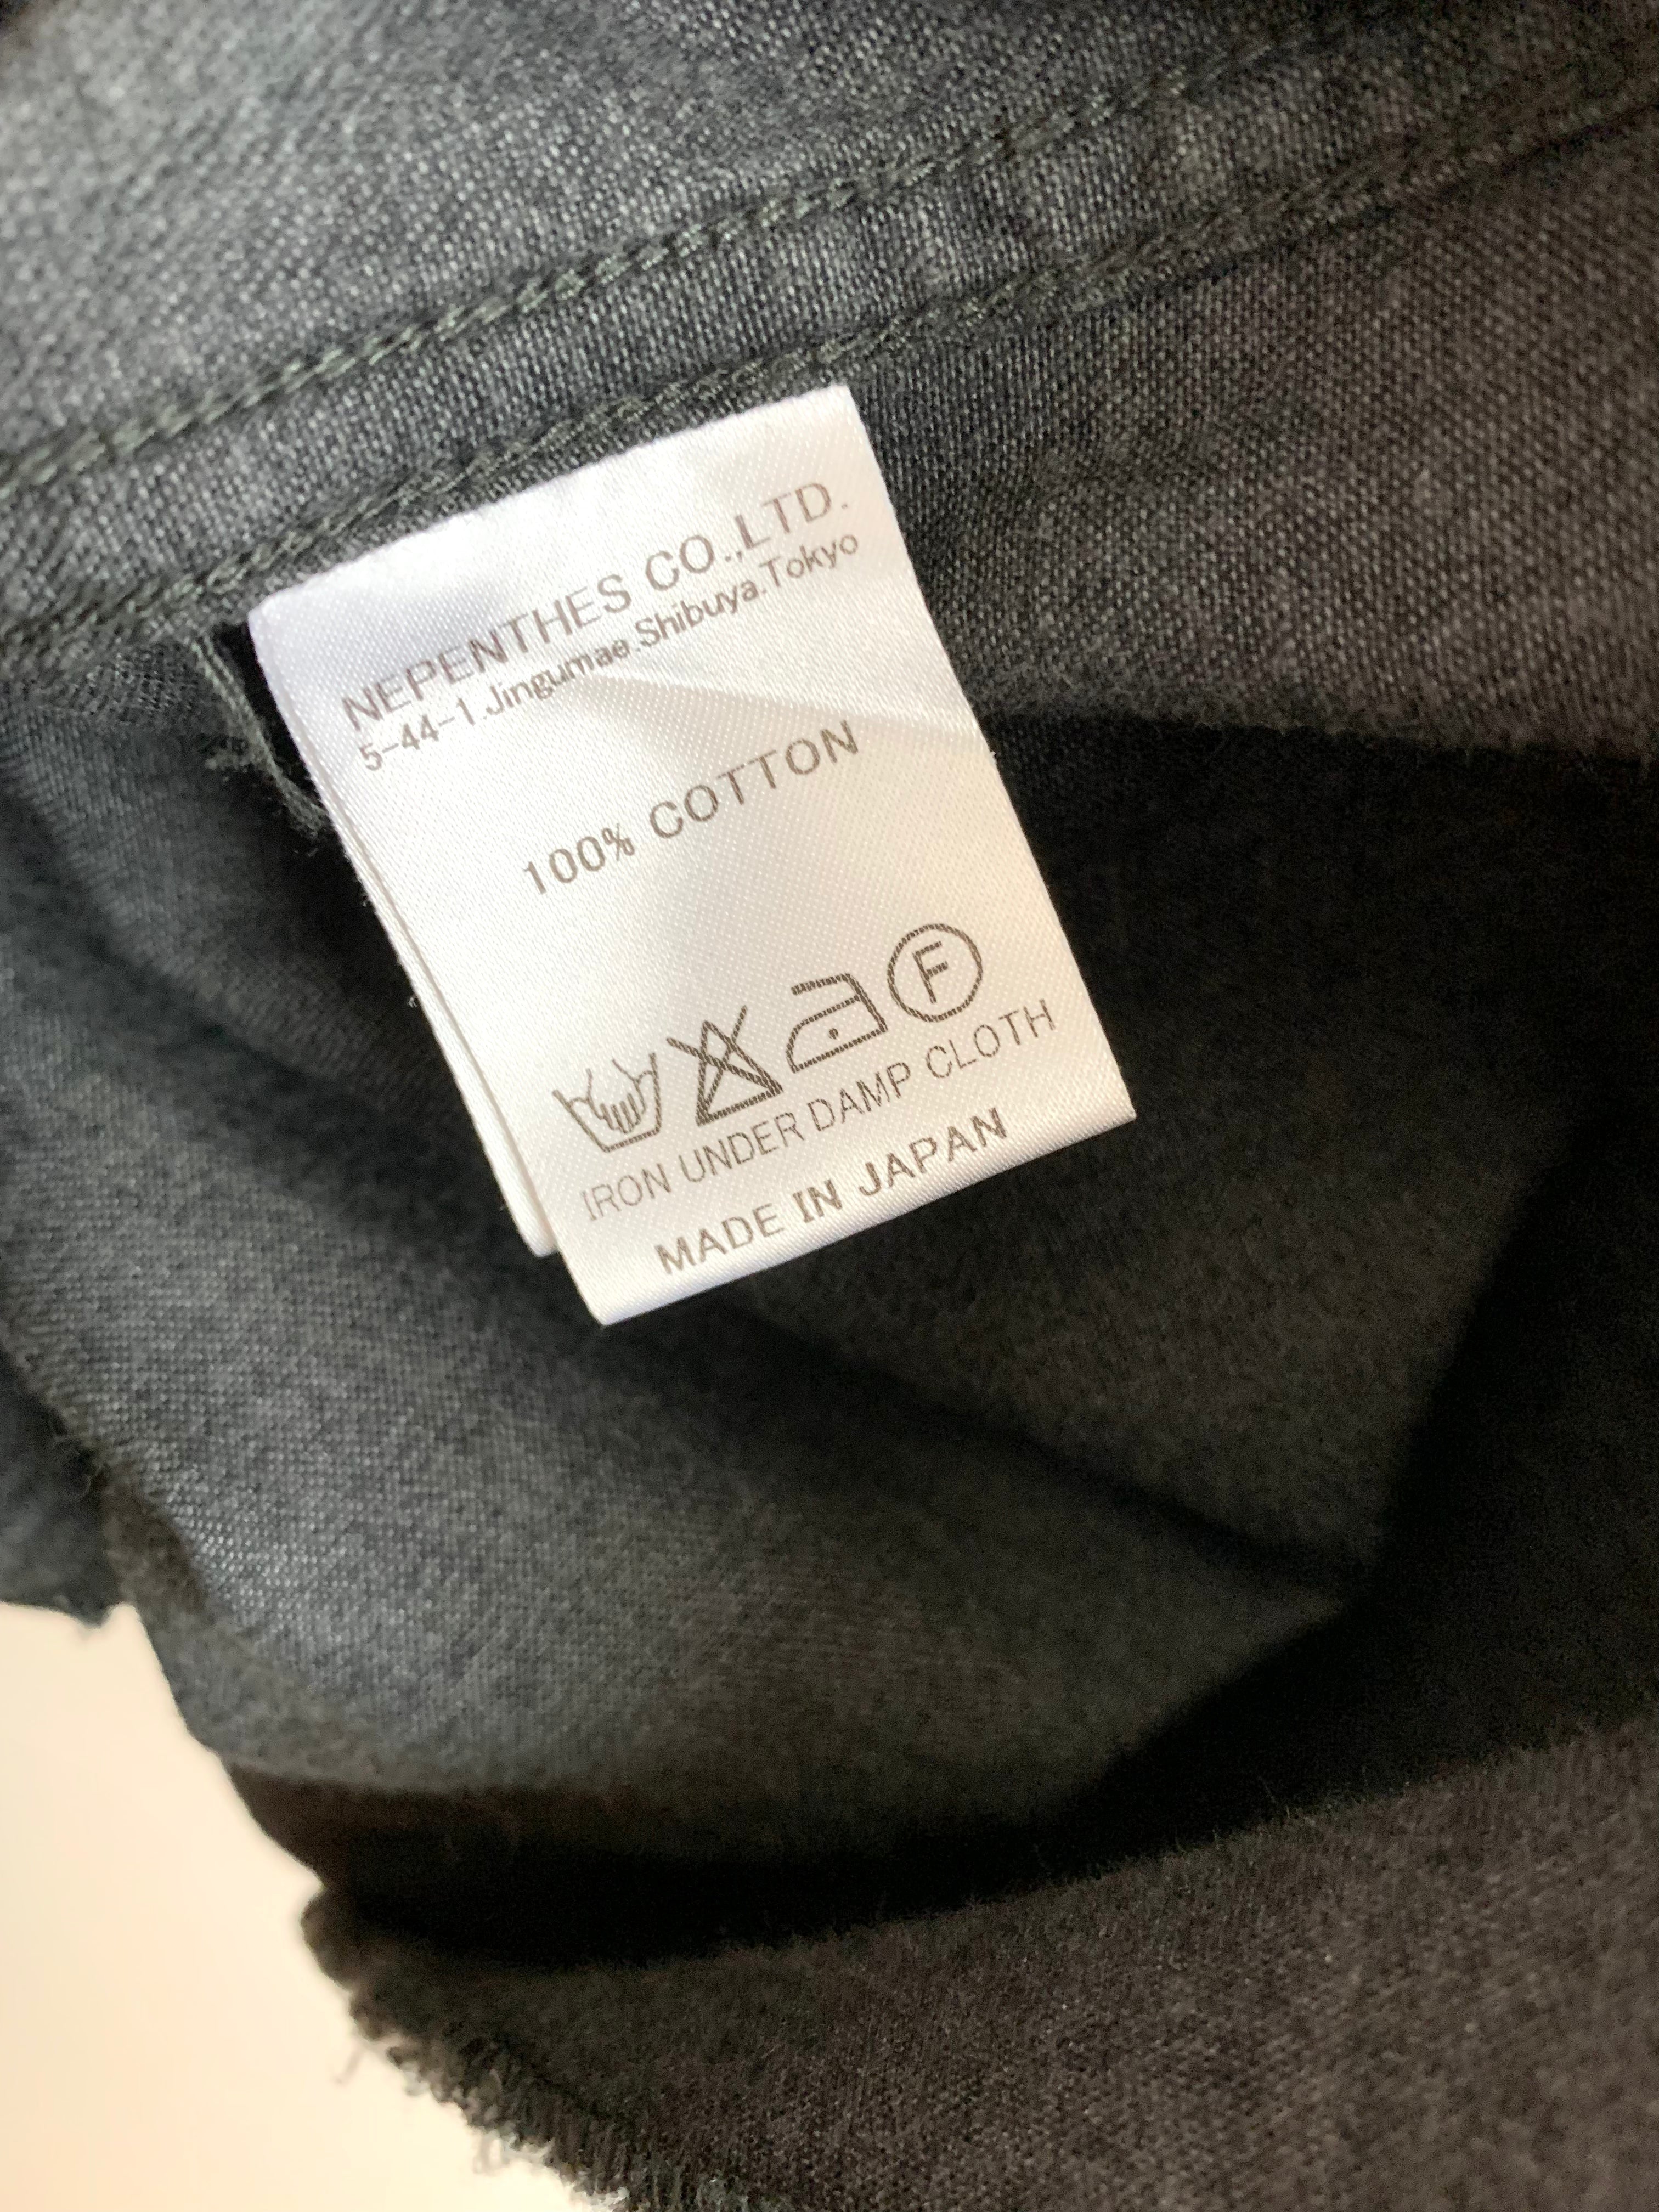 NEPENTHES CO.,LTD.
5-44-1.Jingumae.Shibuya.Tokyo
100% COTTON
F
IRON UNDER DAMP CLOTH
MADE IN JAPAN